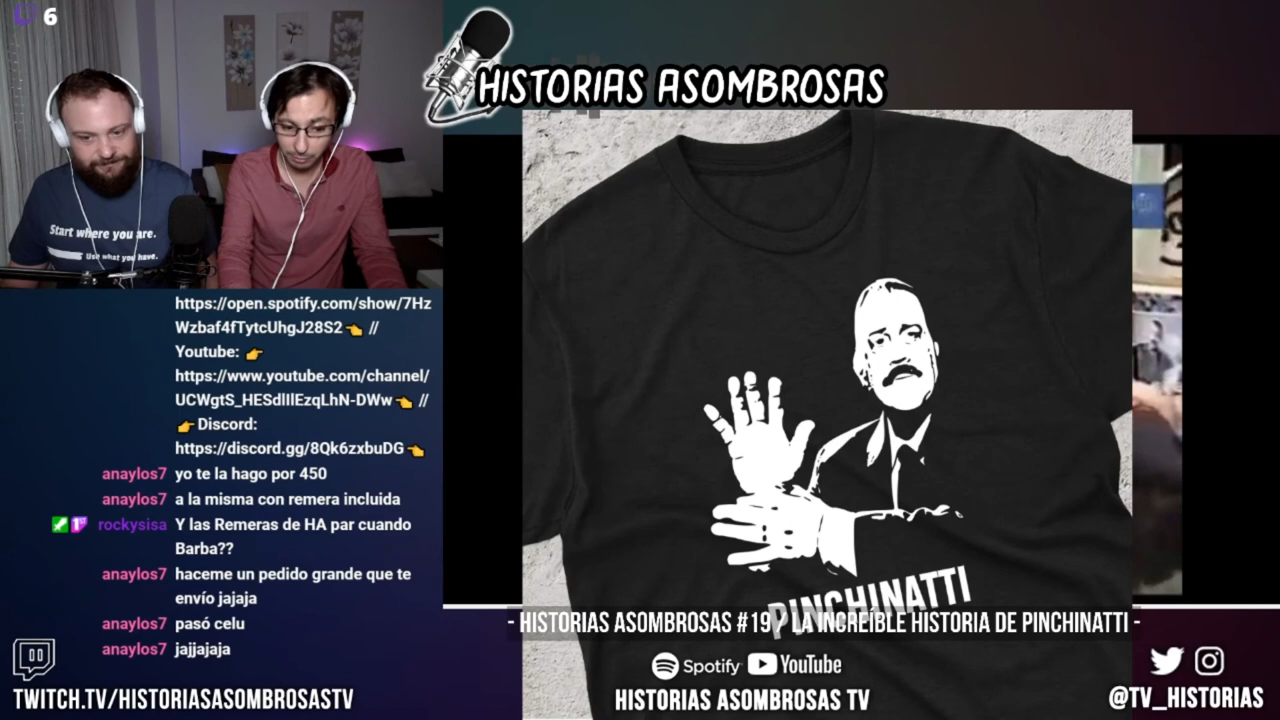 6
HISTORIAS ASOMBROSAS
Start where you are.
Use what you have.
https://open.spotify.com/show/7Hz
Wzbaf4fTytcUhgJ28S2 👈 //
Youtube: 👉
https://www.youtube.com/channel/
UCWgtS_HESdlIlEzqLhN-DWw 👈 //
👉 Discord:
https://discord.gg/8Qk6zxbuDG 👈
anaylos7 yo te la hago por 450
anaylos7 a la misma con remera incluida
rockysisa Y las Remeras de HA par cuando
Barba??
anaylos7 haceme un pedido grande que te
envío jajaja
anaylos7 pasó celu
anaylos7 jajjajaja
PINCHINATTI
- HISTORIAS ASOMBROSAS #19 LA INCREÍBLE HISTORIA DE PINCHINATTI -
Spotify YouTube
TWITCH.TV/HISTORIASASOMBROSASTV
HISTORIAS ASOMBROSAS TV
@TV_HISTORIAS